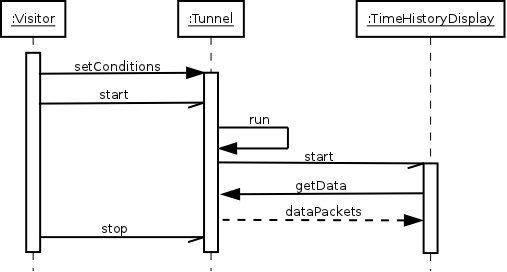 :Visitor
:Tunnel
:TimeHistoryDisplay
setConditions
start
run
start
getData
dataPackets
stop